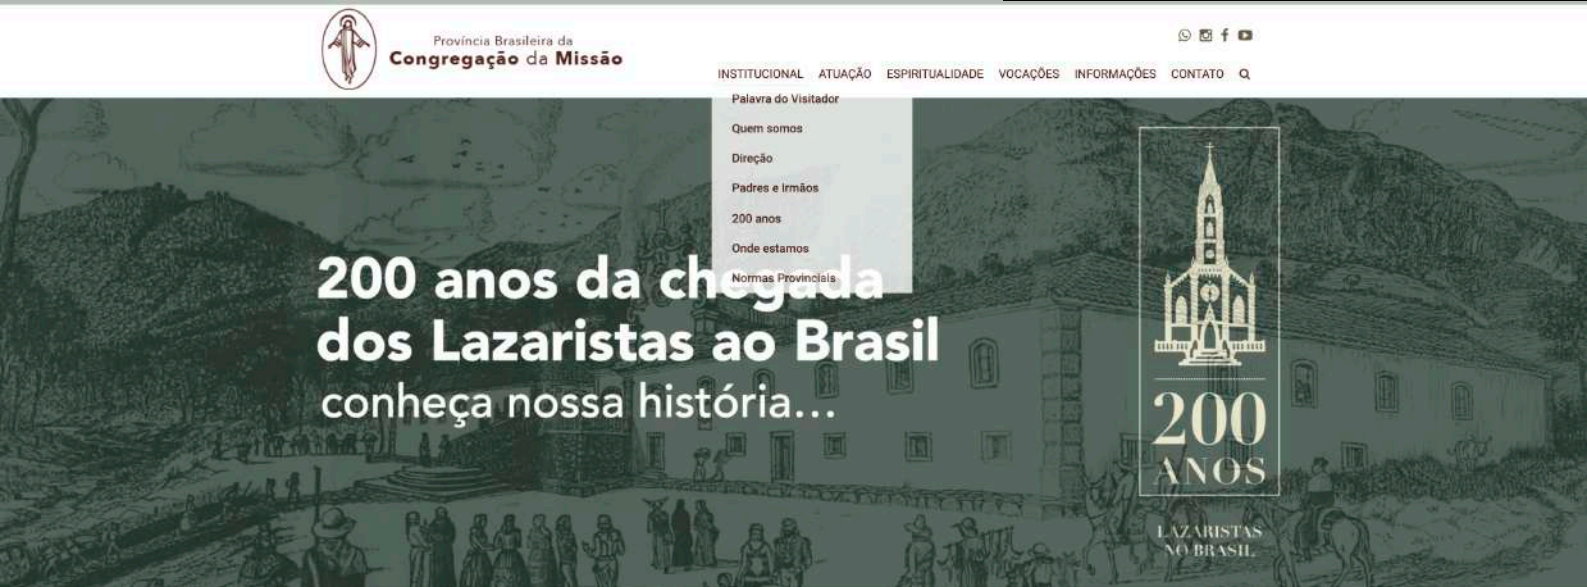 Província Brasileira da
Congregação da Missão
INSTITUCIONAL ATUAÇÃO ESPIRITUALIDADE VOCAÇÕES INFORMAÇÕES CONTATO
Palavra do Visitador
Quem somos
Direção
Padres e Irmãos
200 anos
Onde estamos
Normas Provinciais
200 anos da chegada
dos Lazaristas ao Brasil
conheça nossa história...
200
ANOS
LAZARISTAS
NO BRASIL